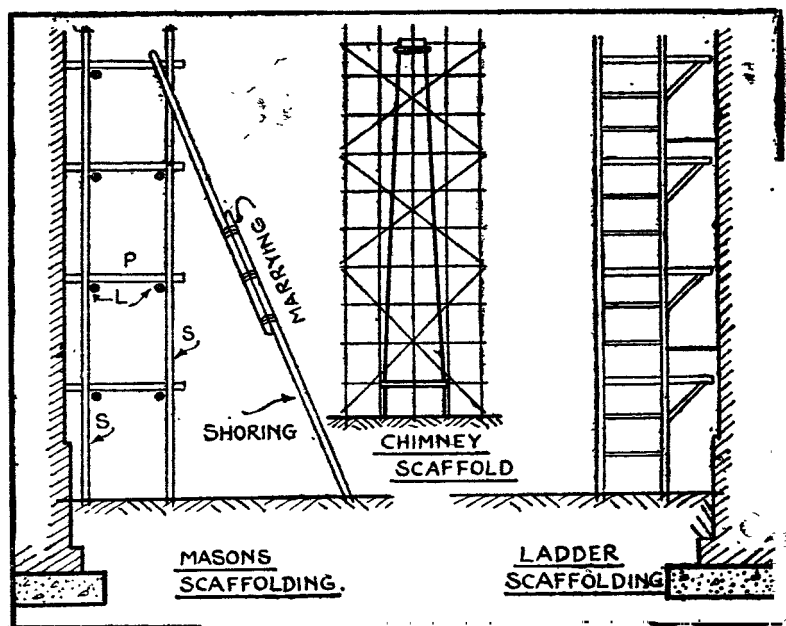 P
L
S
S
MARRYING
SHORING
CHIMNEY
SCAFFOLD
MASONS
SCAFFOLDING.
LADDER
SCAFFOLDING